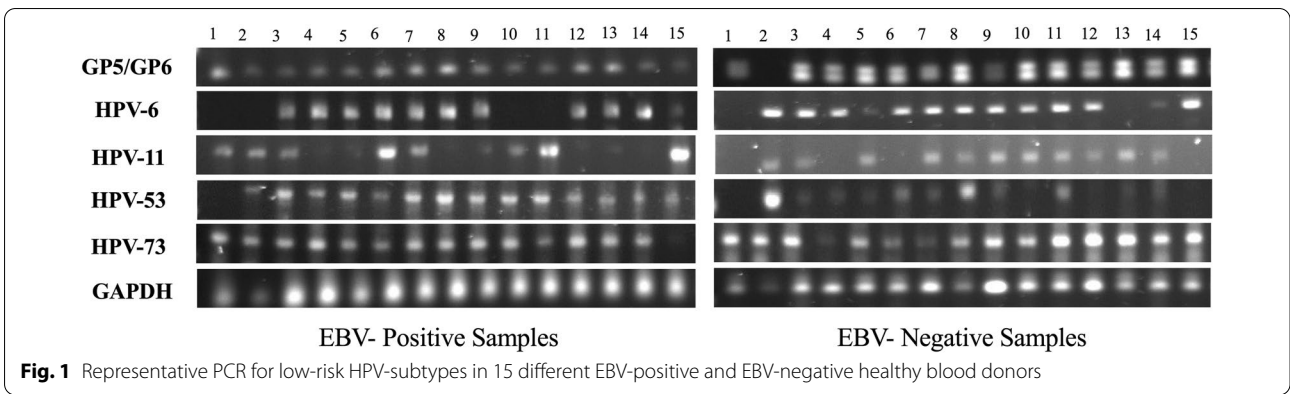 1 2 3 4 5 6 7 8 9 10 11 12 13 14 15 1 2 3 4 5 6 7 8 9 10 11 12 13 14 15
GP5/GP6
HPV-6
HPV-11
HPV-53
HPV-73
GAPDH
EBV- Positive Samples EBV- Negative Samples
Fig. 1 Representative PCR for low-risk HPV-subtypes in 15 different EBV-positive and EBV-negative healthy blood donors